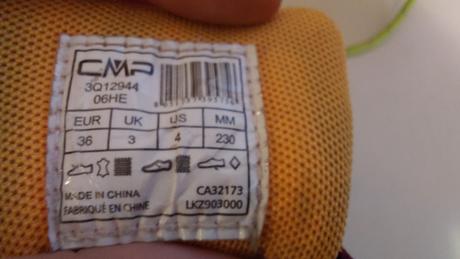 CMP
3Q12944
06HE
EUR UK US MM
36 3 4 230
MADE IN CHINA
FABRIQUÉ EN CHINE
CA32173
LKZ903000